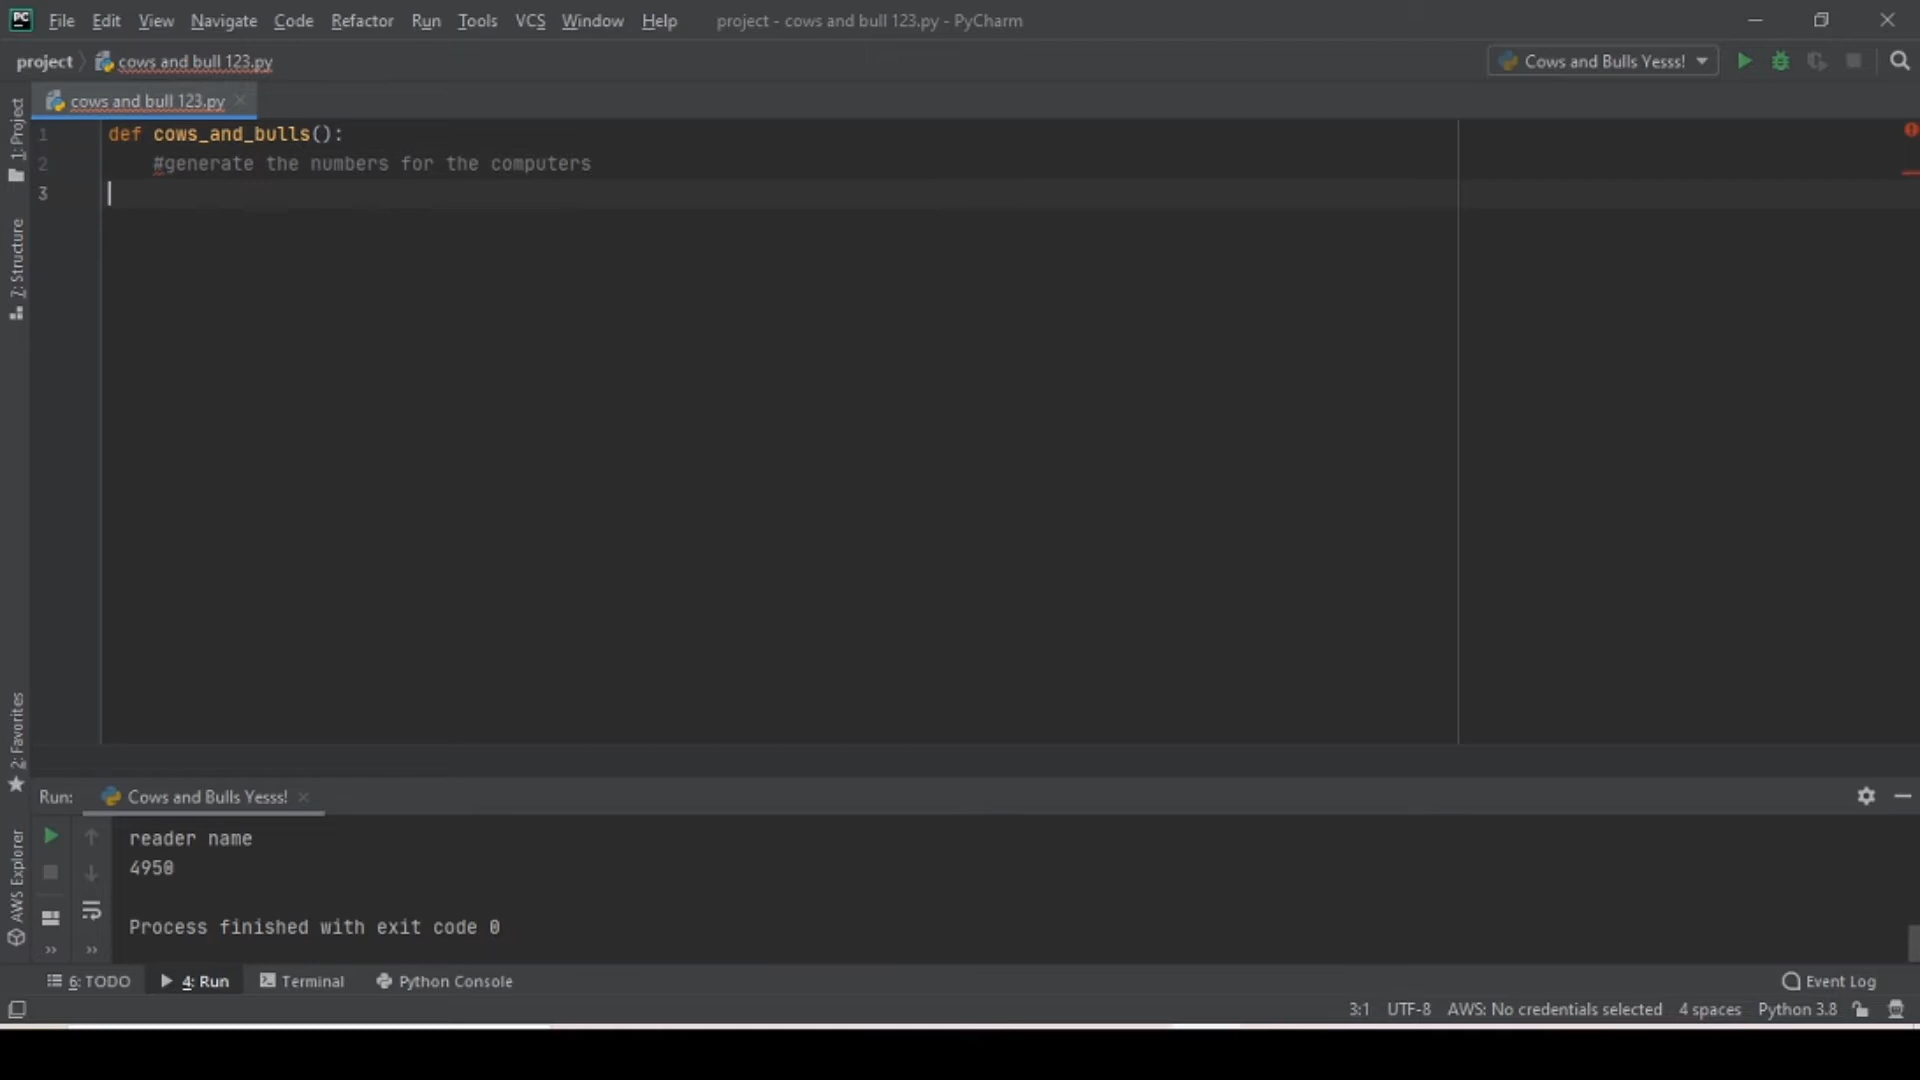 PC File Edit View Navigate Code Refactor Run Tools VCS Window Help project - cows and bull 123.py - PyCharm
project cows and bull 123.py Cows and Bulls Yesss!
cows and bull 123.py
1: Project
1 def cows_and_bulls():
2 #generate the numbers for the computers
3
7: Structure
2: Favorites
AWS Explorer
Run: Cows and Bulls Yesss!
reader name
4950
Process finished with exit code 0
6: TODO 4: Run Terminal Python Console Event Log
3:1 UTF-8 AWS: No credentials selected 4 spaces Python 3.8